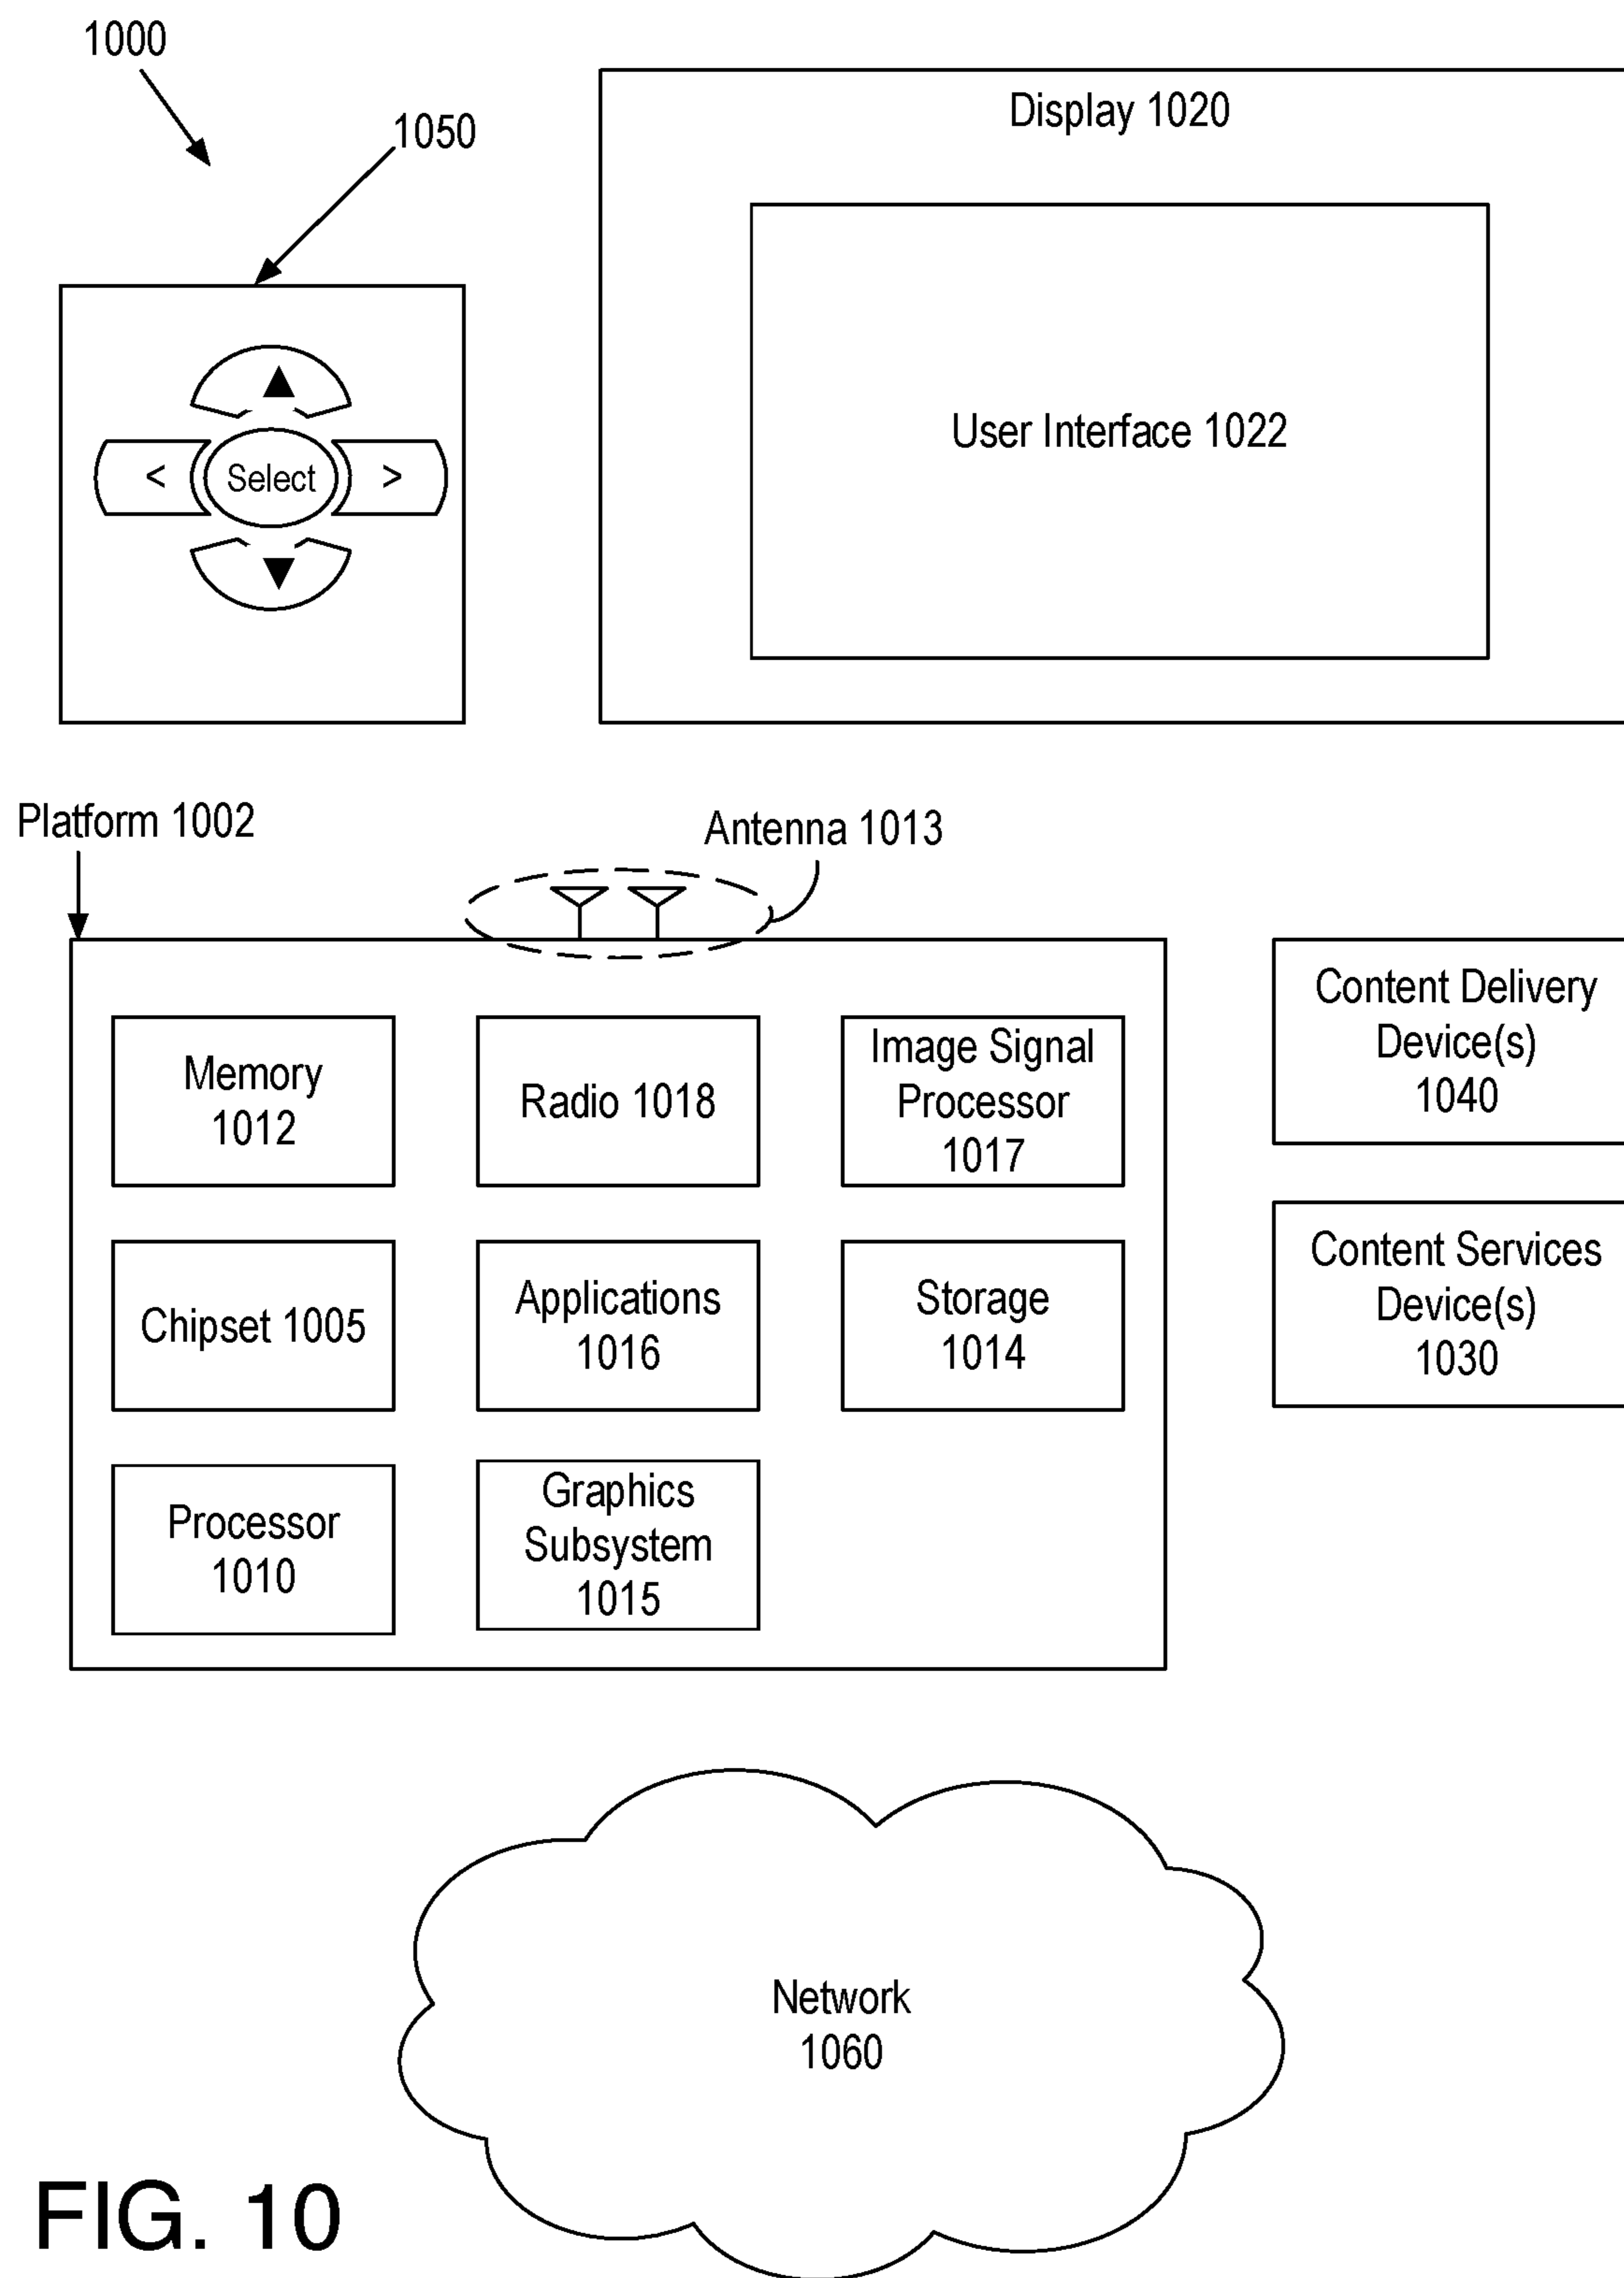 1000
1050
Display 1020
User Interface 1022
<
Select
>
Platform 1002
Antenna 1013
Memory
1012
Radio 1018
Image Signal
Processor
1017
Content Delivery
Device(s)
1040
Chipset 1005
Applications
1016
Storage
1014
Content Services
Device(s)
1030
Processor
1010
Graphics
Subsystem
1015
Network
1060
FIG. 10